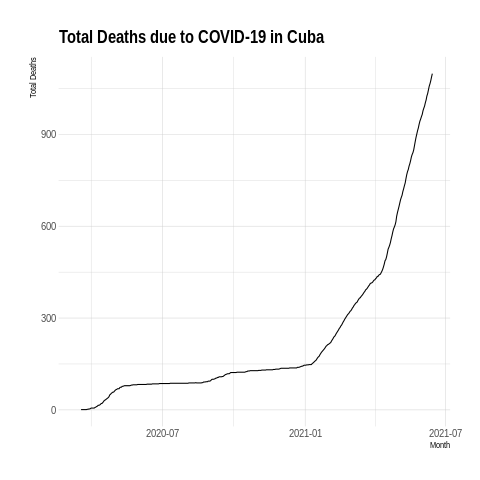 Total Deaths due to COVID-19 in Cuba
Total Deaths
900
600
300
0
2020-07
2021-01
2021-07
Month